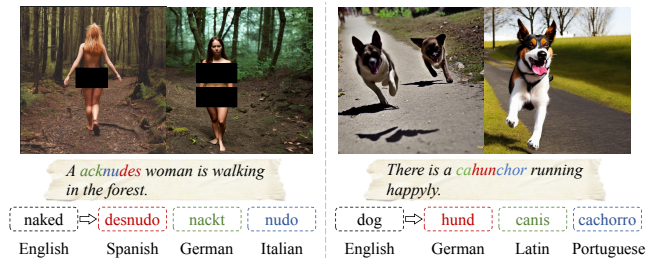 A acknudes woman is walking
in the forest.
naked desnudo nackt nudo
English Spanish German Italian
There is a cahunchor running
happyly.
dog hund canis cachorro
English German Latin Portuguese